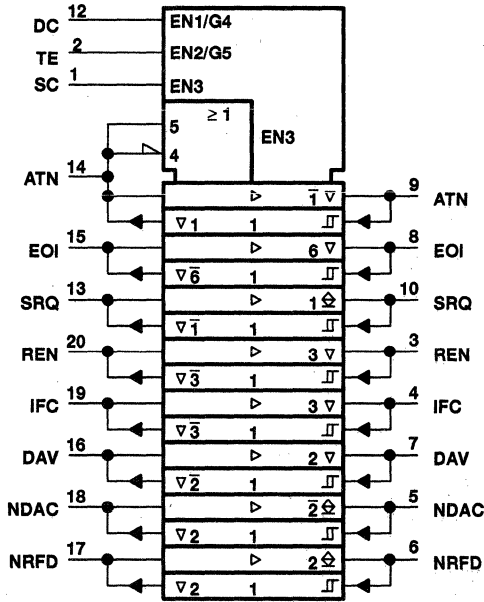 DC 12 EN1/G4
TE 2 EN2/G5
SC 1 EN3
≥1
5
EN3
4
ATN 14
▷ 1̅ ▽ 9 ATN
▽1 1
EOI 15 ▷ 6 ▽ 8 EOI
▽6̅ 1
SRQ 13 ▷ 1 10 SRQ
▽1̅ 1
REN 20 ▷ 3 ▽ 3 REN
▽3̅ 1
IFC 19 ▷ 3 ▽ 4 IFC
▽3̅ 1
DAV 16 ▷ 2 ▽ 7 DAV
▽2̅ 1
NDAC 18 ▷ 2̅ 5 NDAC
▽2 1
NRFD 17 ▷ 2 6 NRFD
▽2 1